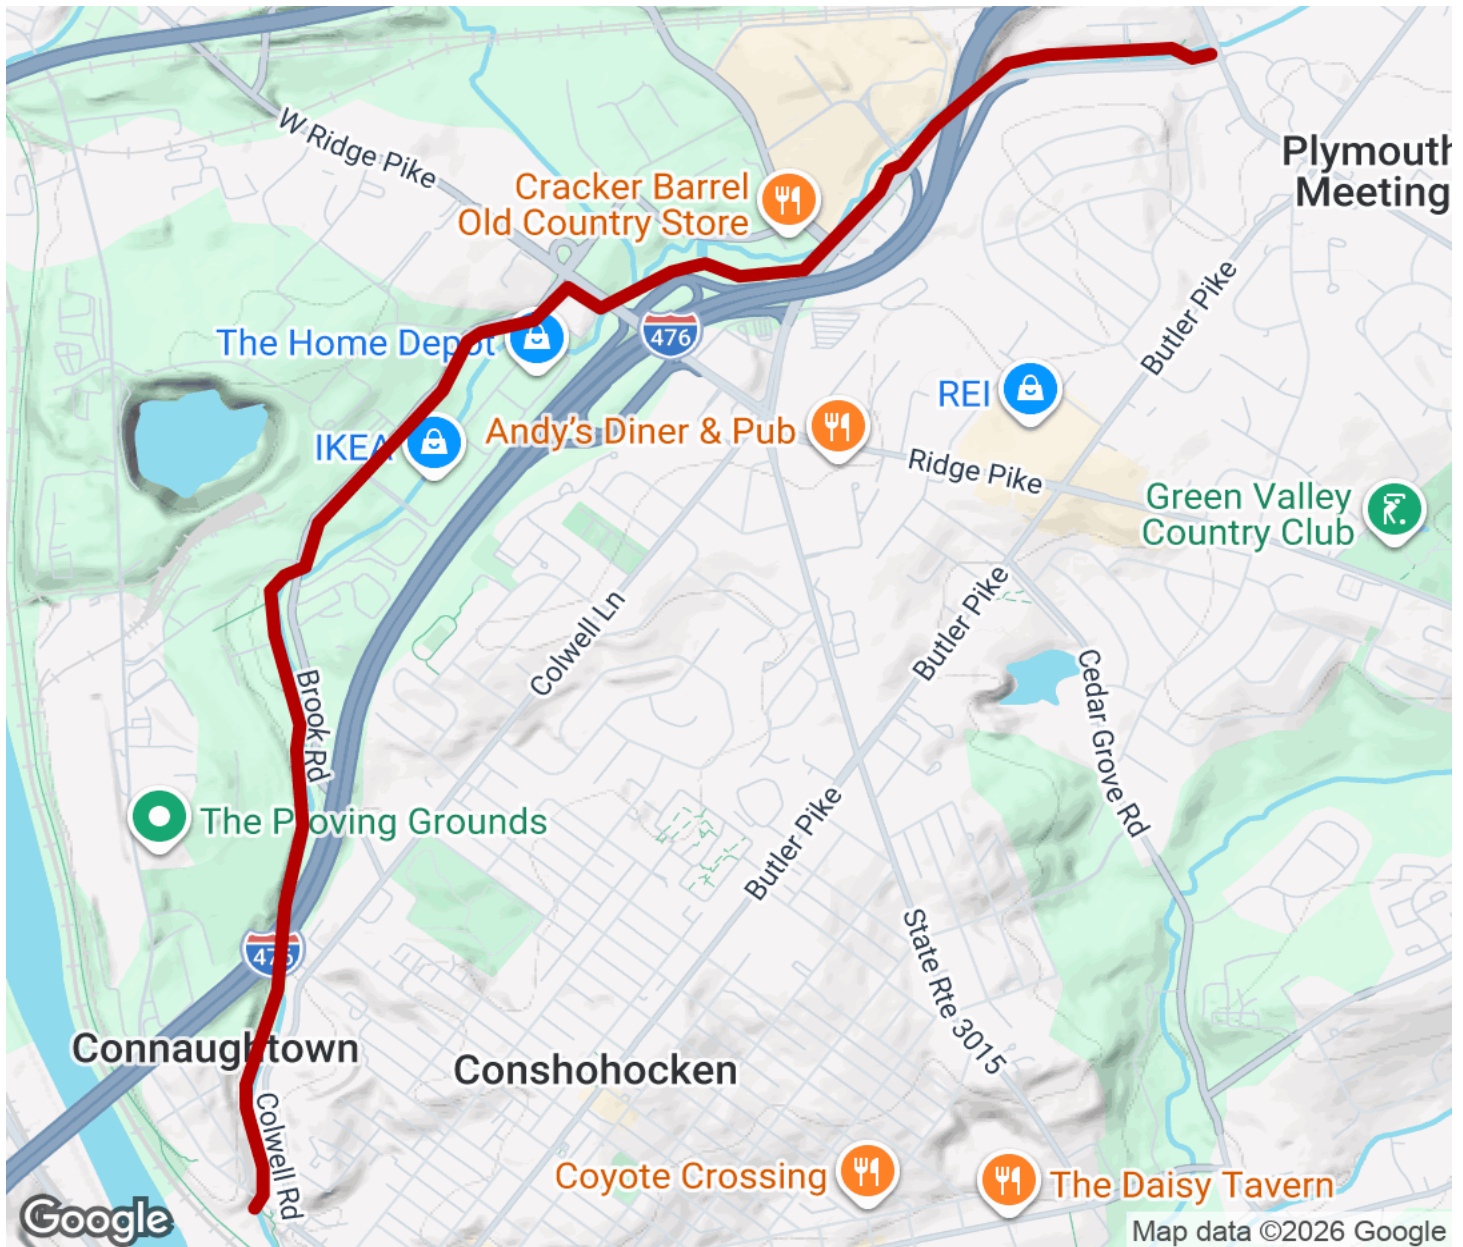 W Ridge Pike
Plymouth
Meeting
Cracker Barrel
Old Country Store
Butler Pike
The Home Depot
476
REI
IKEA
Andy's Diner & Pub
Ridge Pike
Green Valley
Country Club
Colwell Ln
Butler Pike
Cedar Grove Rd
Brook Rd
The Proving Grounds
Butler Pike
State Rte 3015
476
Connaughtown
Conshohocken
Colwell Rd
Coyote Crossing
The Daisy Tavern
Google
Map data ©2026 Google